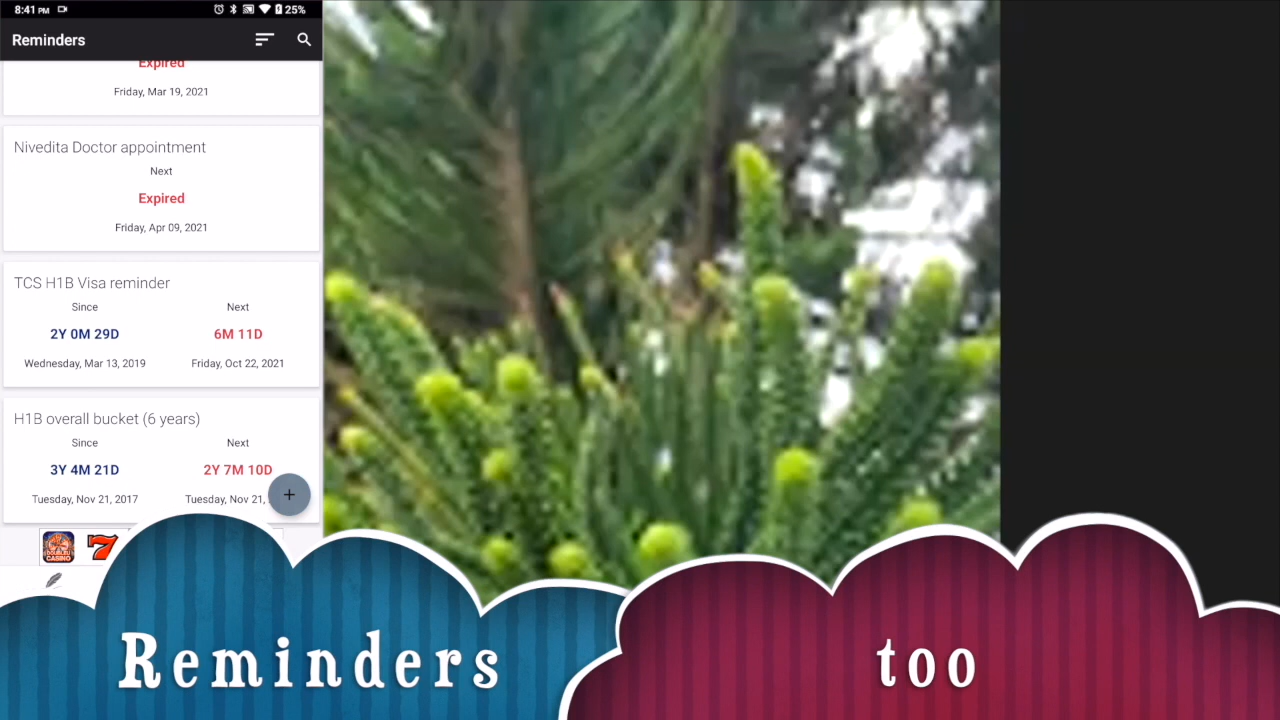 8:41 PM 25%
Reminders
Expired
Friday, Mar 19, 2021
Nivedita Doctor appointment
Next
Expired
Friday, Apr 09, 2021
TCS H1B Visa reminder
Since Next
2Y 0M 29D 6M 11D
Wednesday, Mar 13, 2019 Friday, Oct 22, 2021
H1B overall bucket (6 years)
Since Next
3Y 4M 21D 2Y 7M 10D
Tuesday, Nov 21, 2017 Tuesday, Nov 21,
DOUBLEU
CASINO
7
Reminders too